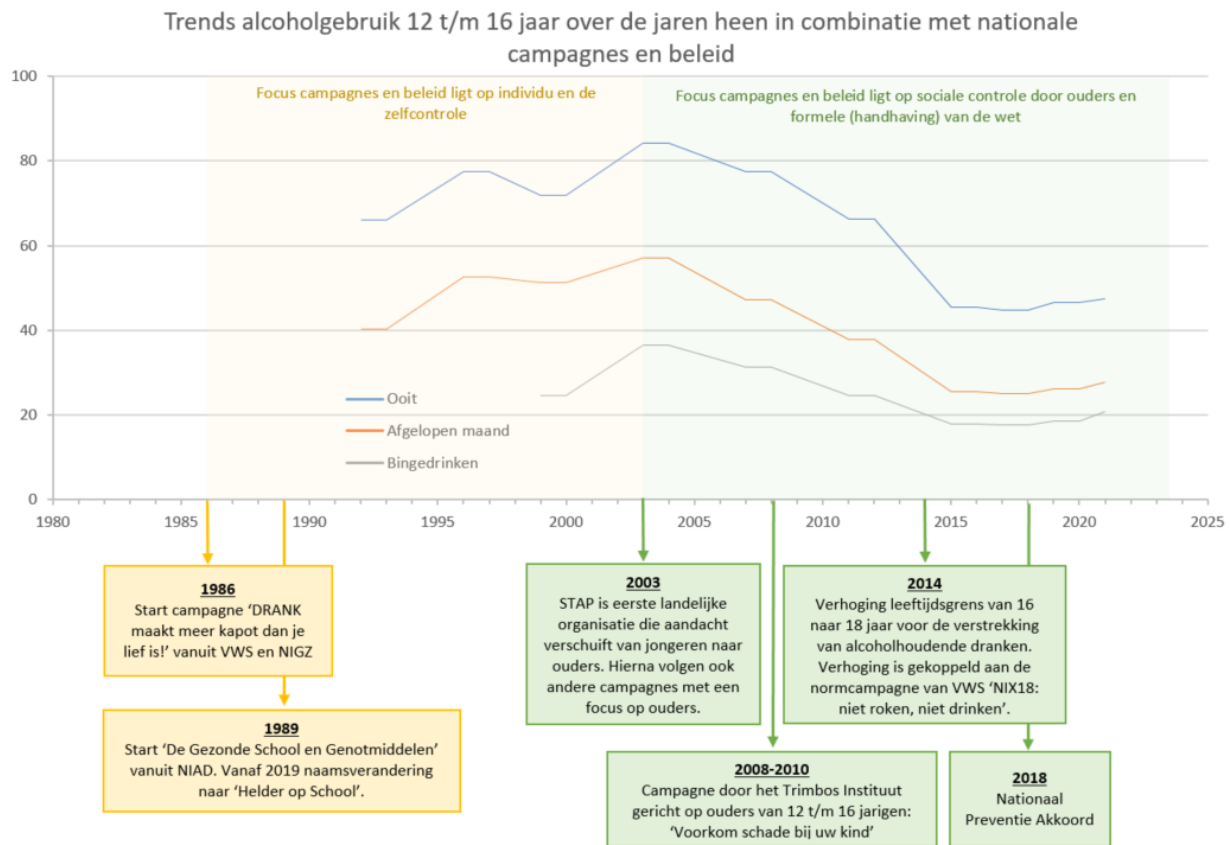 Trends alcoholgebruik 12 t/m 16 jaar over de jaren heen in combinatie met nationale
campagnes en beleid
Focus campagnes en beleid ligt op individu en de
zelfcontrole
Focus campagnes en beleid ligt op sociale controle door ouders en
formele (handhaving) van de wet
100
80
60
40
20
0
Ooit
Afgelopen maand
Bingedrinken
1980
1985
1990
1995
2000
2005
2010
2015
2020
2025
1986
Start campagne ‘DRANK
maakt meer kapot dan je
lief is!’ vanuit VWS en NIGZ
1989
Start ‘De Gezonde School en Genotmiddelen’
vanuit NIAD. Vanaf 2019 naamsverandering
naar ‘Helder op School’.
2003
STAP is eerste landelijke
organisatie die aandacht
verschuift van jongeren naar
ouders. Hierna volgen ook
andere campagnes met een
focus op ouders.
2008-2010
Campagne door het Trimbos Instituut
gericht op ouders van 12 t/m 16 jarigen:
‘Voorkom schade bij uw kind’
2014
Verhoging leeftijdsgrens van 16
naar 18 jaar voor de verstrekking
van alcoholhoudende dranken.
Verhoging is gekoppeld aan de
normcampagne van VWS ‘NIX18:
niet roken, niet drinken’.
2018
Nationaal
Preventie Akkoord